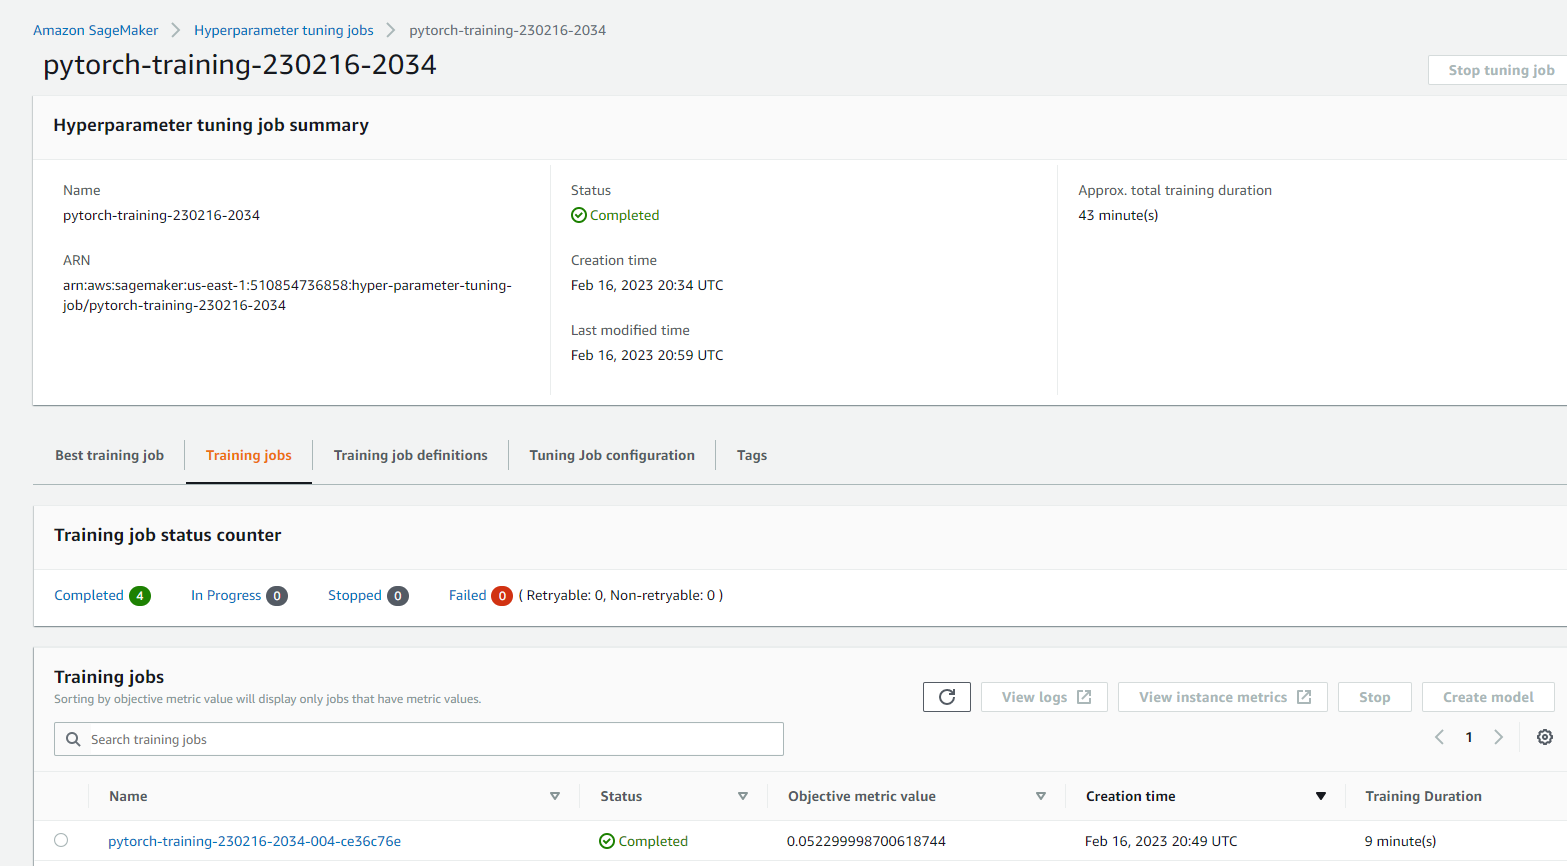 Amazon SageMaker Hyperparameter tuning jobs pytorch-training-230216-2034
pytorch-training-230216-2034
Stop tuning job
Hyperparameter tuning job summary
Name
pytorch-training-230216-2034
ARN
arn:aws:sagemaker:us-east-1:510854736858:hyper-parameter-tuning-
job/pytorch-training-230216-2034
Status
Completed
Creation time
Feb 16, 2023 20:34 UTC
Last modified time
Feb 16, 2023 20:59 UTC
Approx. total training duration
43 minute(s)
Best training job Training jobs Training job definitions Tuning Job configuration Tags
Training job status counter
Completed 4 In Progress 0 Stopped 0 Failed 0 ( Retryable: 0, Non-retryable: 0 )
Training jobs
Sorting by objective metric value will display only jobs that have metric values.
View logs View instance metrics Stop Create model
Search training jobs
1
Name Status Objective metric value Creation time Training Duration
pytorch-training-230216-2034-004-ce36c76e Completed 0.052299998700618744 Feb 16, 2023 20:49 UTC 9 minute(s)